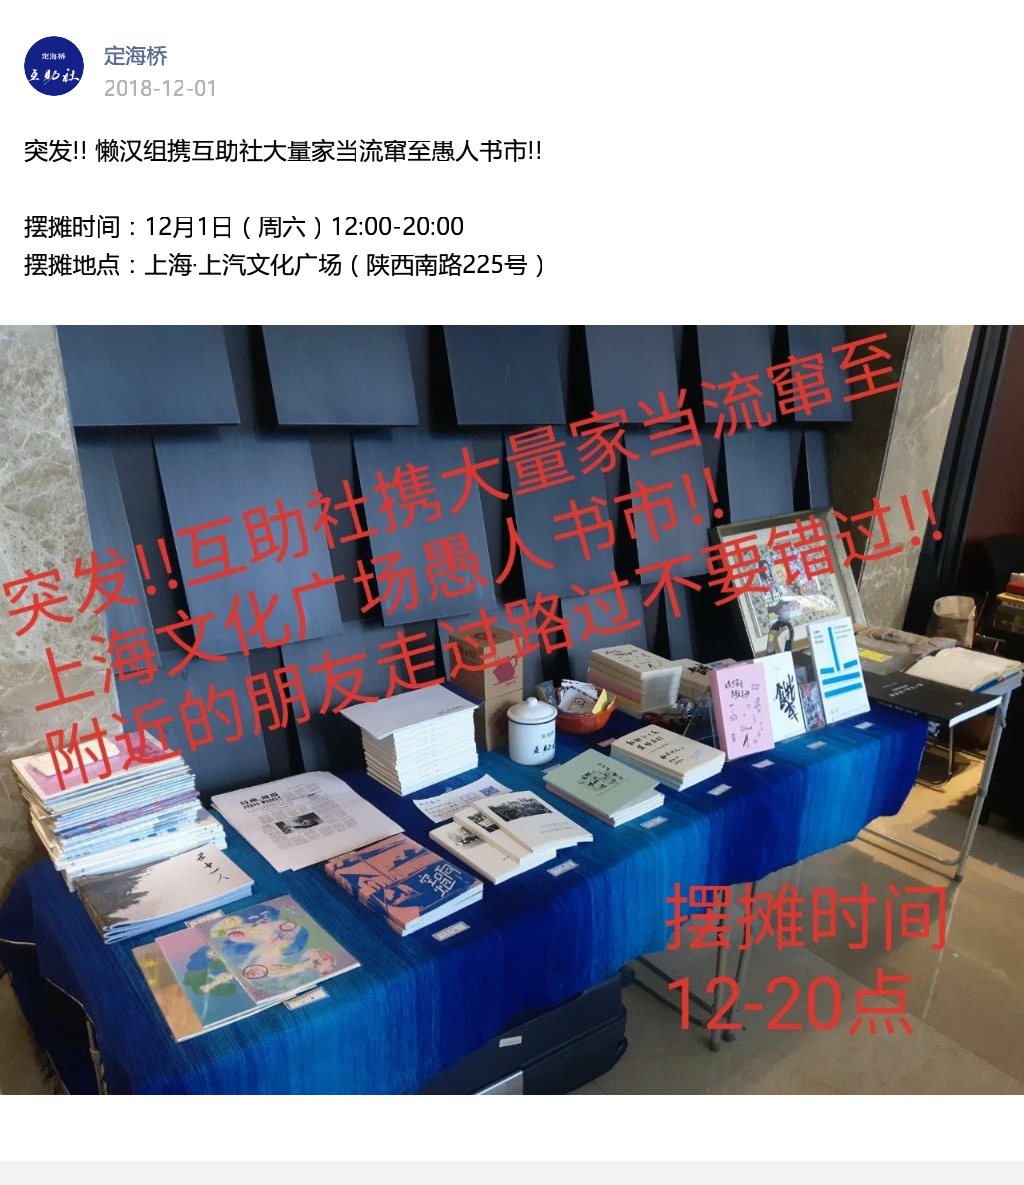 定海桥
互助社
定海桥
2018-12-01
突发!! 懒汉组携互助社大量家当流窜至愚人书市!!
摆摊时间：12月1日（周六）12:00-20:00
摆摊地点：上海·上汽文化广场（陕西南路225号）
突发!!互助社携大量家当流窜至
上海文化广场愚人书市!!
附近的朋友走过路过不要错过!!
摆摊时间
12-20点